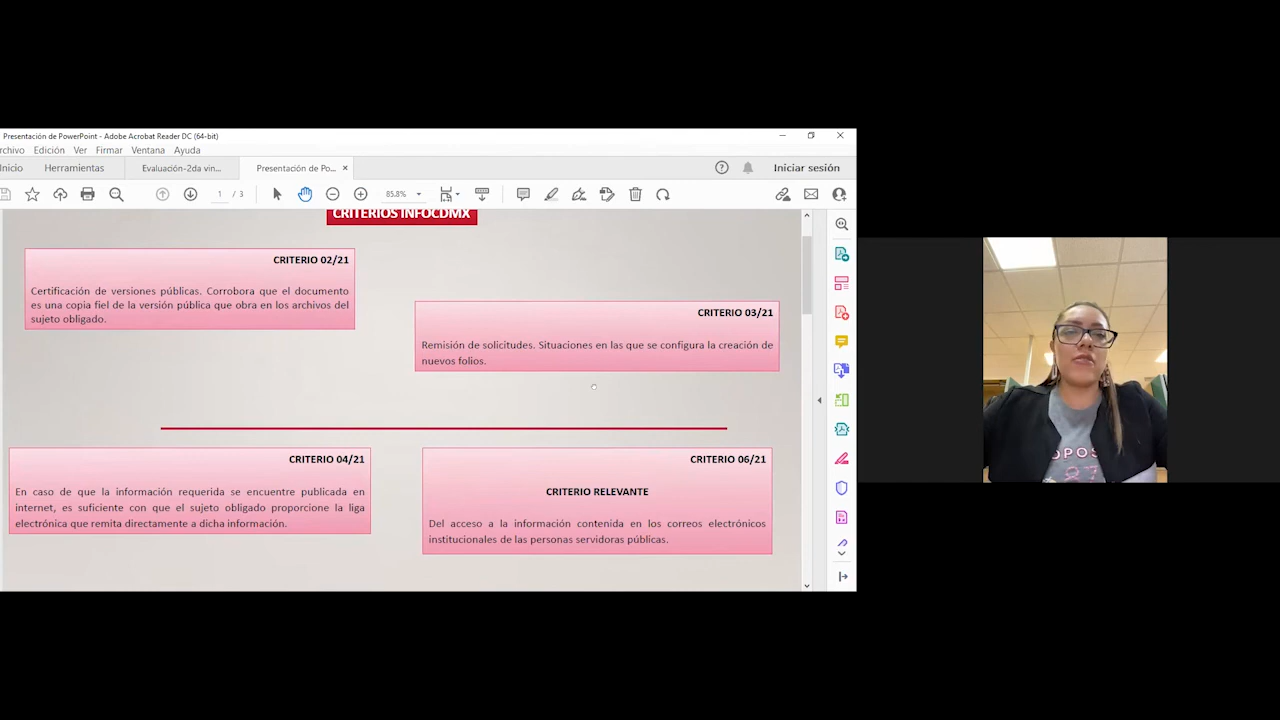 Presentación de PowerPoint - Adobe Acrobat Reader DC (64-bit)
rchivo Edición Ver Firmar Ventana Ayuda
Inicio Herramientas Evaluación-2da vin... Presentación de Po... × Iniciar sesión
1 / 3 85.8%
CRITERIOS INFOCDMX
CRITERIO 02/21
Certificación de versiones públicas. Corrobora que el documento
es una copia fiel de la versión pública que obra en los archivos del
sujeto obligado.
CRITERIO 03/21
Remisión de solicitudes. Situaciones en las que se configura la creación de
nuevos folios.
CRITERIO 04/21
En caso de que la información requerida se encuentre publicada en
internet, es suficiente con que el sujeto obligado proporcione la liga
electrónica que remita directamente a dicha información.
CRITERIO 06/21
CRITERIO RELEVANTE
Del acceso a la información contenida en los correos electrónicos
institucionales de las personas servidoras públicas.